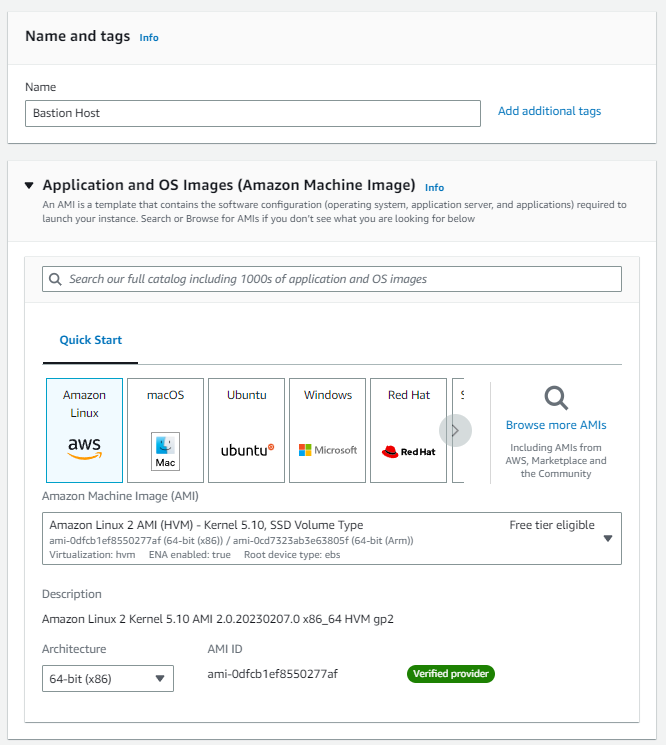 Name and tags Info
Name
Bastion Host
Add additional tags
Application and OS Images (Amazon Machine Image) Info
An AMI is a template that contains the software configuration (operating system, application server, and applications) required to
launch your instance. Search or Browse for AMIs if you don't see what you are looking for below
Search our full catalog including 1000s of application and OS images
Quick Start
Amazon
Linux
aws
macOS
Mac
Ubuntu
ubuntu
Windows
Microsoft
Red Hat
Red Hat
S
Browse more AMIs
Including AMIs from
AWS, Marketplace and
the Community
Amazon Machine Image (AMI)
Amazon Linux 2 AMI (HVM) - Kernel 5.10, SSD Volume Type
Free tier eligible
ami-0dfcb1ef8550277af (64-bit (x86)) / ami-0cd7323ab3e63805f (64-bit (Arm))
Virtualization: hvm ENA enabled: true Root device type: ebs
Description
Amazon Linux 2 Kernel 5.10 AMI 2.0.20230207.0 x86_64 HVM gp2
Architecture
AMI ID
64-bit (x86)
ami-0dfcb1ef8550277af
Verified provider